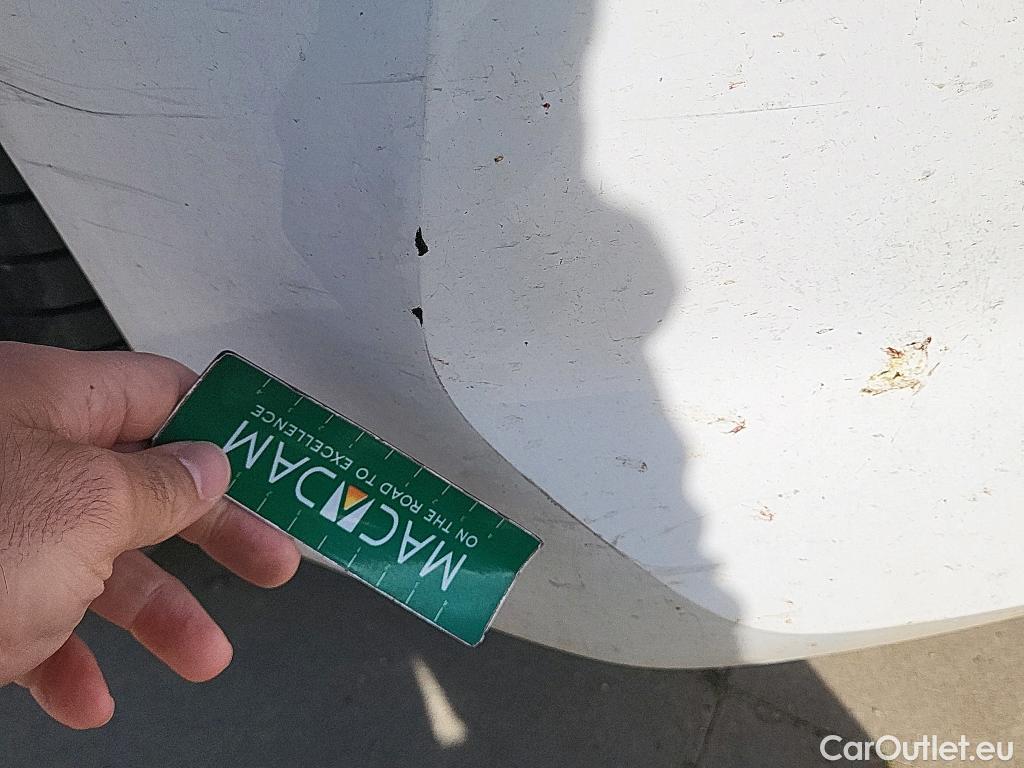 MACADAM
ON THE ROAD TO EXCELLENCE
CarOutlet.eu